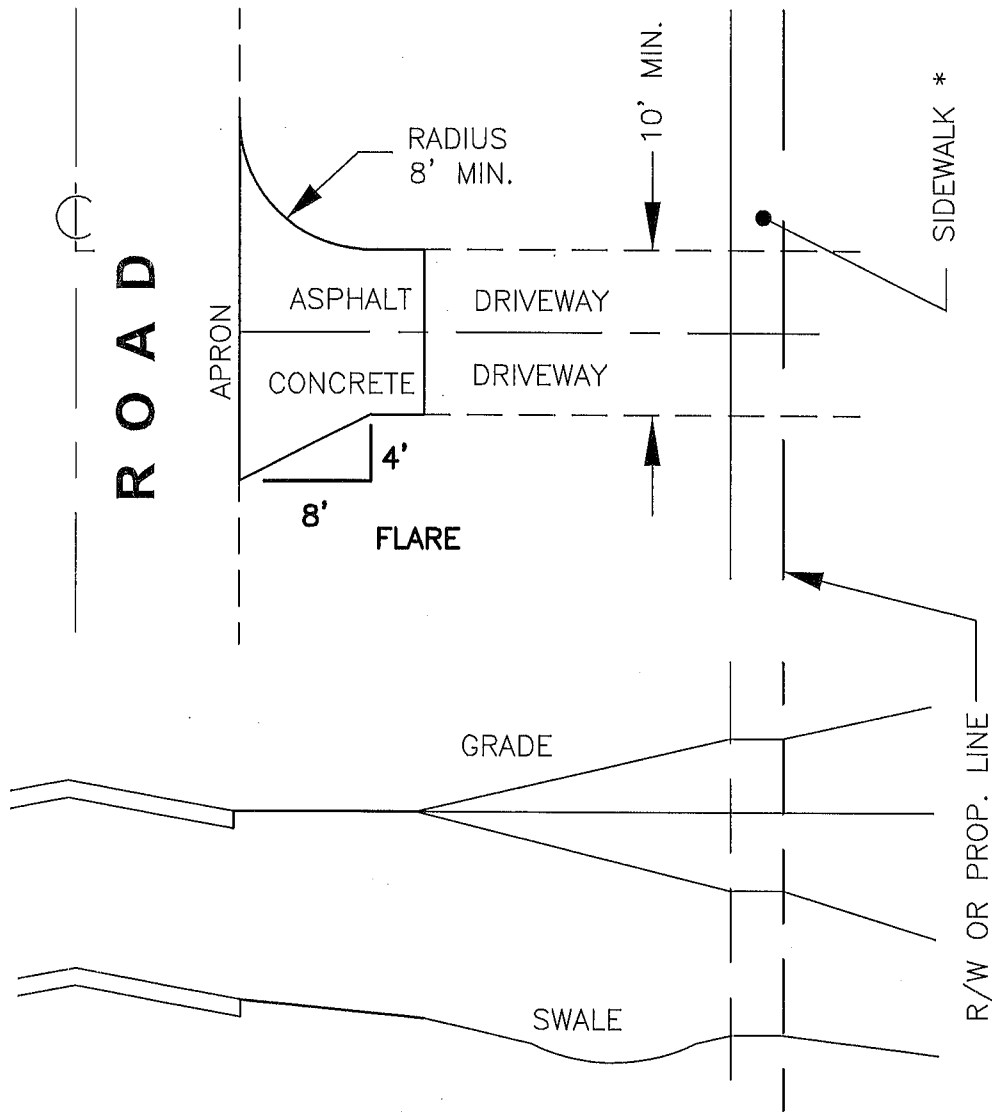 ℄
ROAD
APRON
RADIUS
8' MIN.
10' MIN.
SIDEWALK *
ASPHALT
DRIVEWAY
CONCRETE
DRIVEWAY
4'
8'
FLARE
GRADE
SWALE
R/W OR PROP. LINE